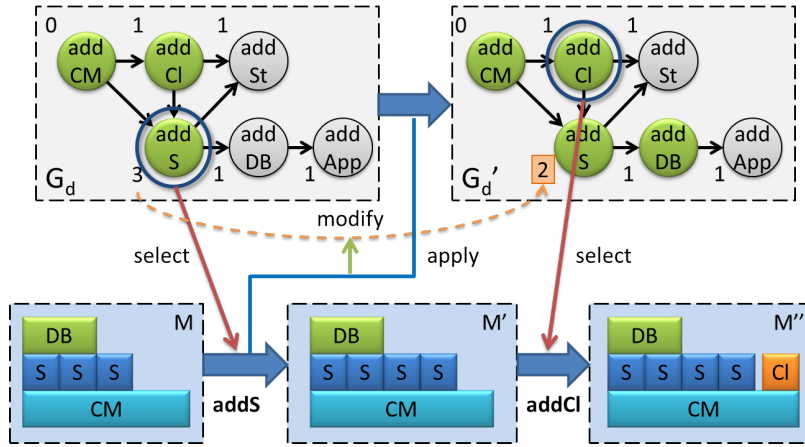 0
1
1
add
CM
add
Cl
add
St
add
S
add
DB
add
App
3
1
1
Gd
0
1
1
add
CM
add
Cl
add
St
add
S
add
DB
add
App
2
1
1
Gd'
modify
select
apply
select
M
DB
S S S
CM
addS
M'
DB
S S S S
CM
addCl
M''
DB
S S S S Cl
CM